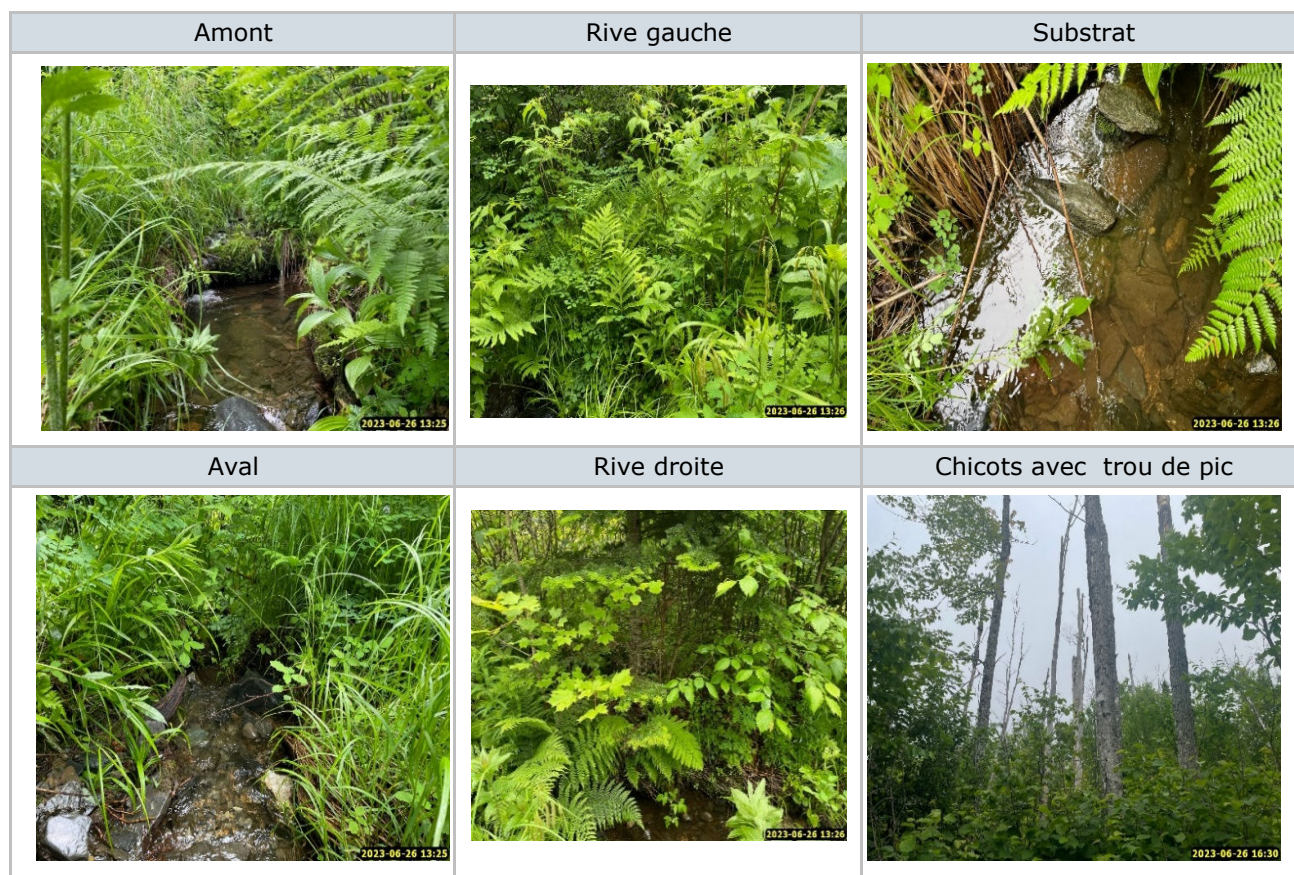 Amont
Rive gauche
Substrat
2023-06-26 13:25
2023-06-26 13:26
2023-06-26 13:26
Aval
Rive droite
Chicots avec  trou de pic
2023-06-26 13:25
2023-06-26 13:26
2023-06-26 16:30